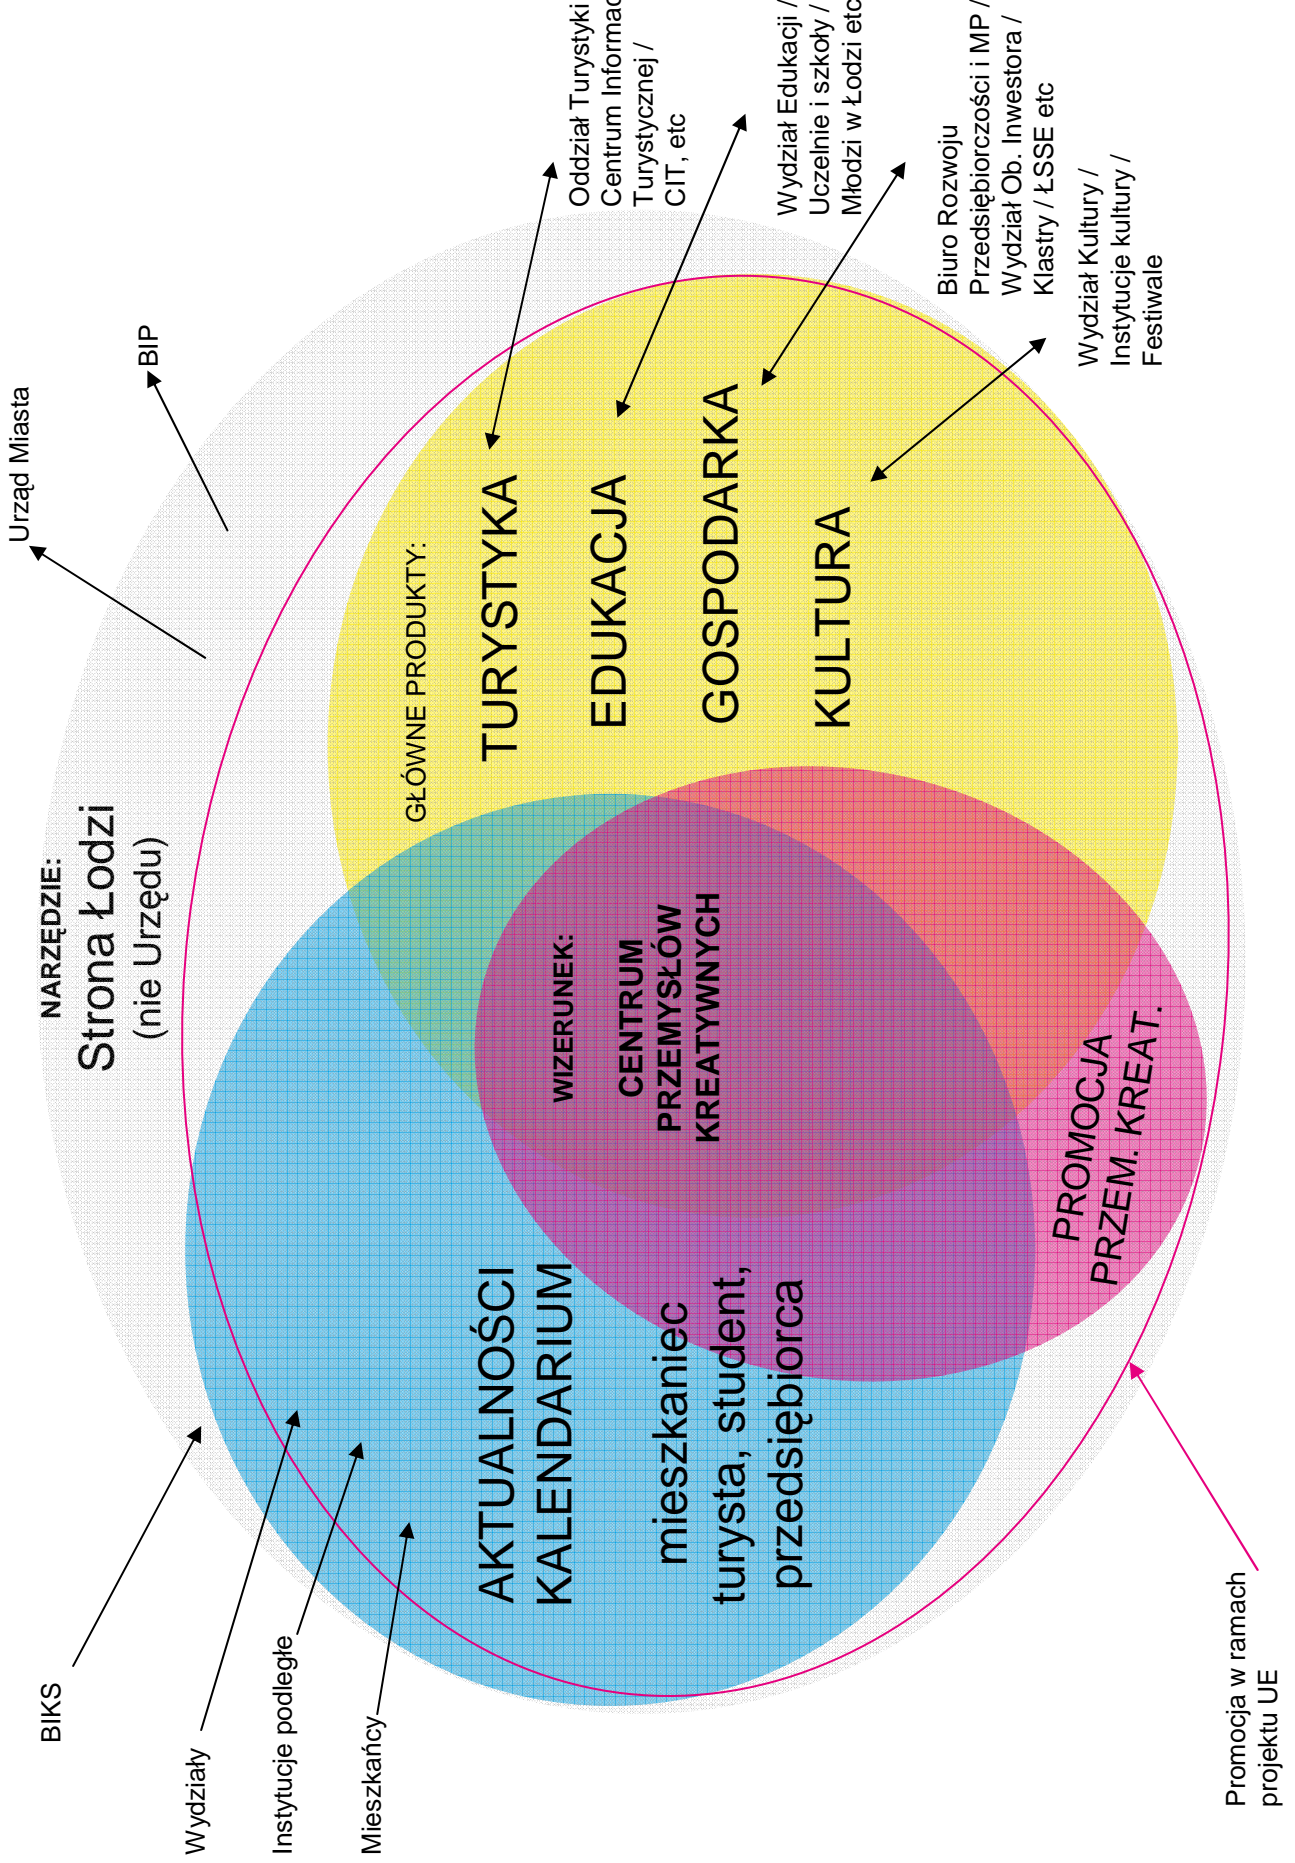 NARZĘDZIE:
Strona Łodzi
(nie Urzędu)
Urząd Miasta
BIP
BIKS
Wydziały
Instytucje podległe
Mieszkańcy
AKTUALNOŚCI
KALENDARIUM
mieszkaniec
turysta, student,
przedsiębiorca
WIZERUNEK:
CENTRUM
PRZEMYSŁÓW
KREATYWNYCH
GŁÓWNE PRODUKTY:
TURYSTYKA
EDUKACJA
GOSPODARKA
KULTURA
Oddział Turystyki
Centrum Informac
Turystycznej /
CIT, etc
Wydział Edukacji /
Uczelnie i szkoły /
Młodzi w Łodzi etc
Biuro Rozwoju
Przedsiębiorczości i MP /
Wydział Ob. Inwestora /
Klastry / ŁSSE etc
Wydział Kultury /
Instytucje kultury /
Festiwale
PROMOCJA
PRZEM. KREAT.
Promocja w ramach
projektu UE